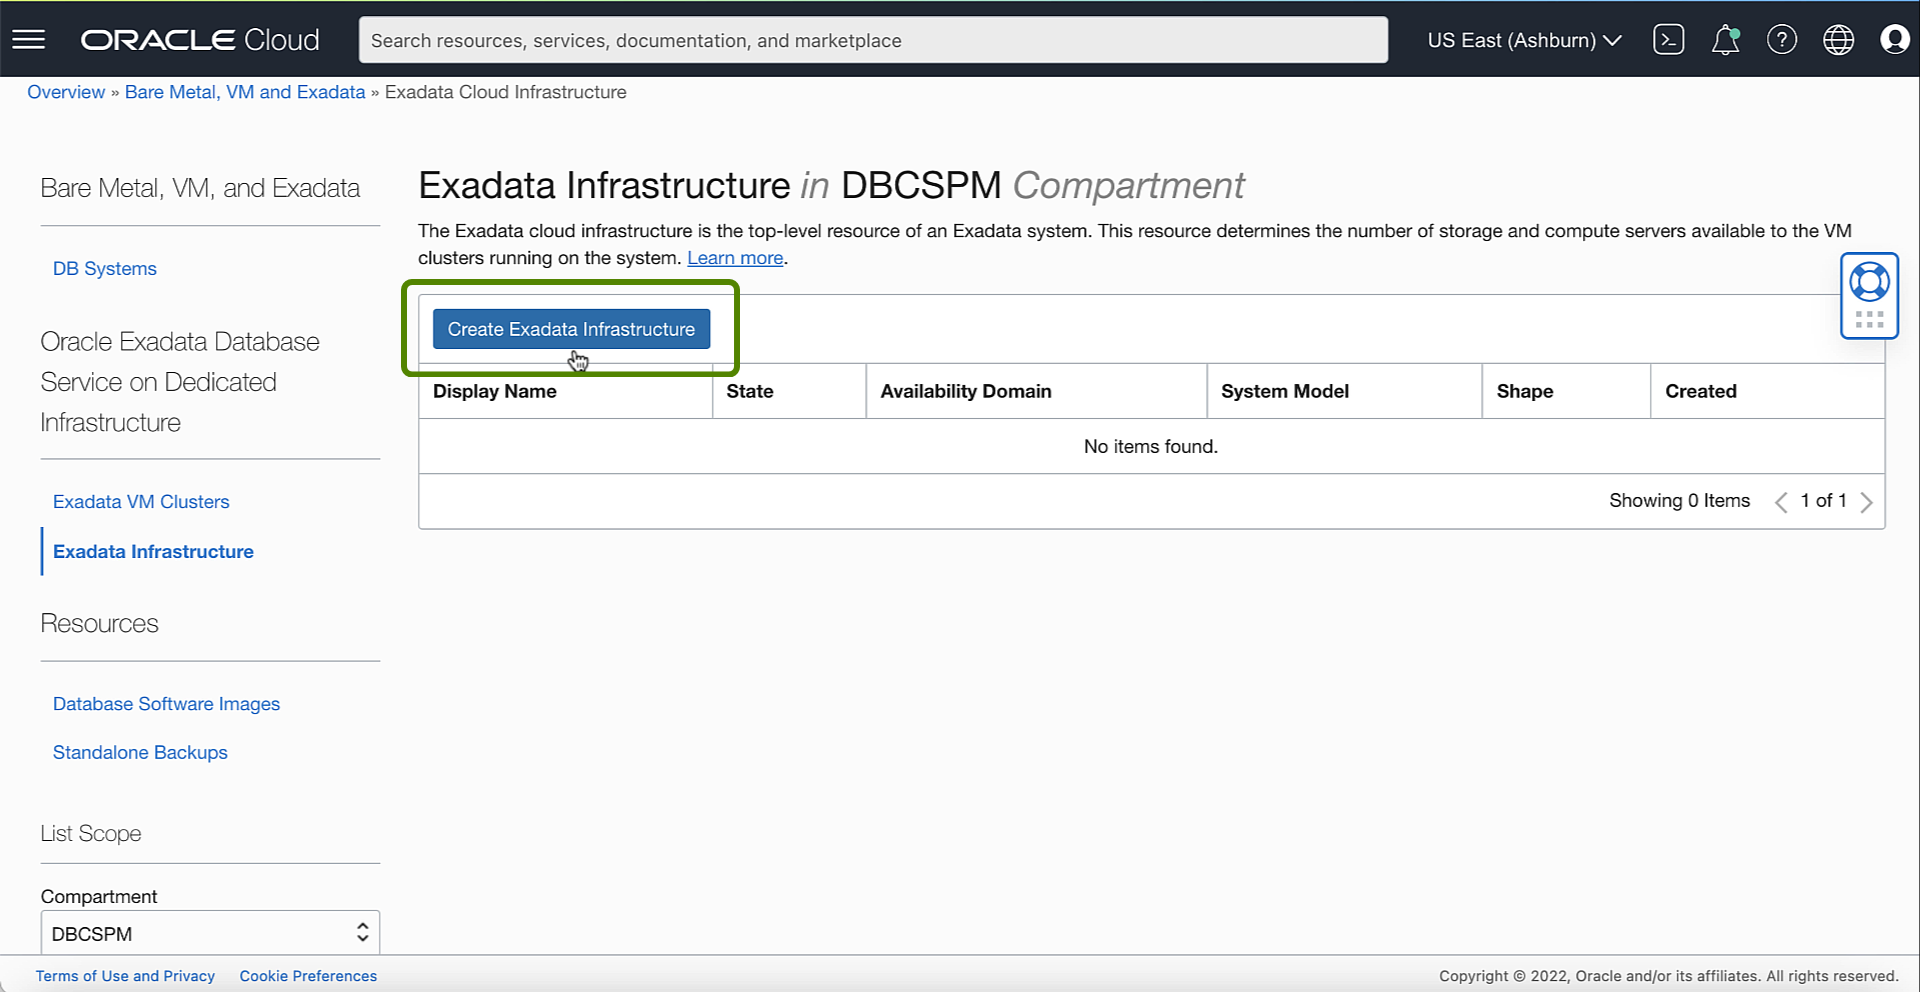 ORACLE Cloud
Search resources, services, documentation, and marketplace
US East (Ashburn)
Overview » Bare Metal, VM and Exadata » Exadata Cloud Infrastructure
Bare Metal, VM, and Exadata
DB Systems
Oracle Exadata Database
Service on Dedicated
Infrastructure
Exadata VM Clusters
Exadata Infrastructure
Resources
Database Software Images
Standalone Backups
List Scope
Compartment
DBCSPM
Exadata Infrastructure in DBCSPM Compartment
The Exadata cloud infrastructure is the top-level resource of an Exadata system. This resource determines the number of storage and compute servers available to the VM
clusters running on the system. Learn more.
Create Exadata Infrastructure
Display Name State Availability Domain System Model Shape Created
No items found.
Showing 0 Items < 1 of 1 >
Terms of Use and Privacy Cookie Preferences
Copyright © 2022, Oracle and/or its affiliates. All rights reserved.